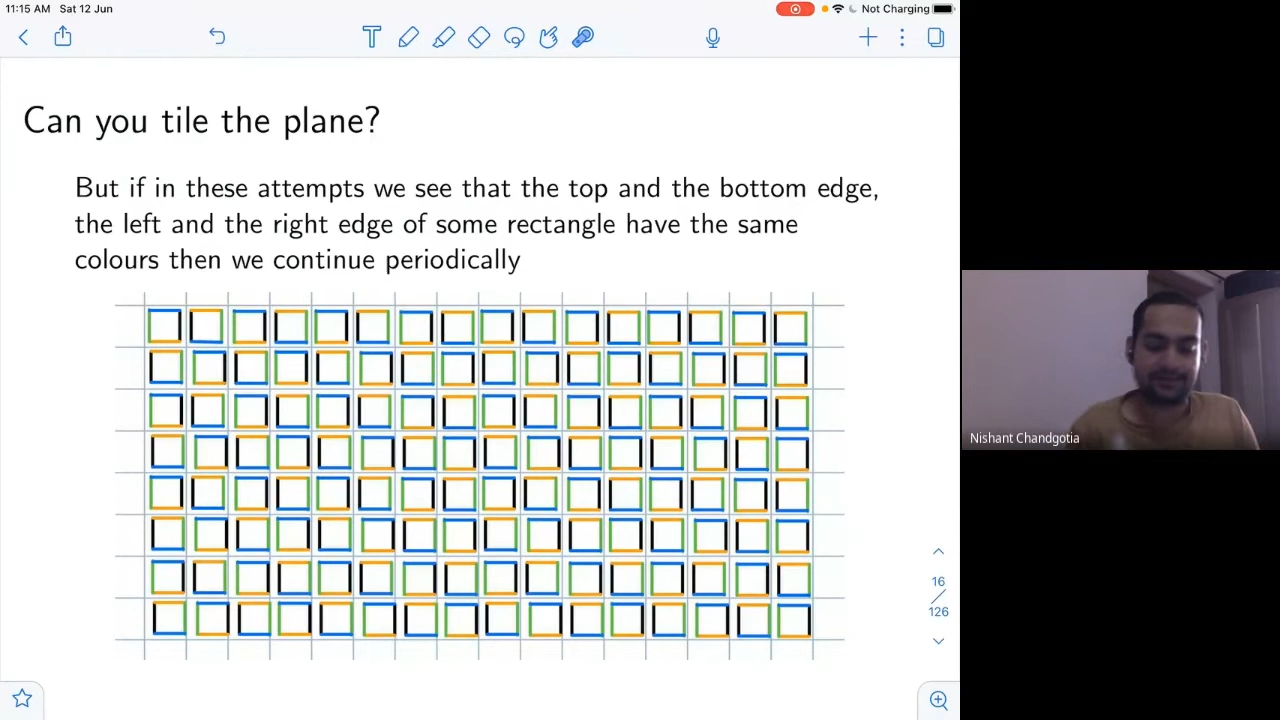 11:15 AM Sat 12 Jun
Not Charging
Can you tile the plane?
But if in these attempts we see that the top and the bottom edge,
the left and the right edge of some rectangle have the same
colours then we continue periodically
Nishant Chandgotia
16
126